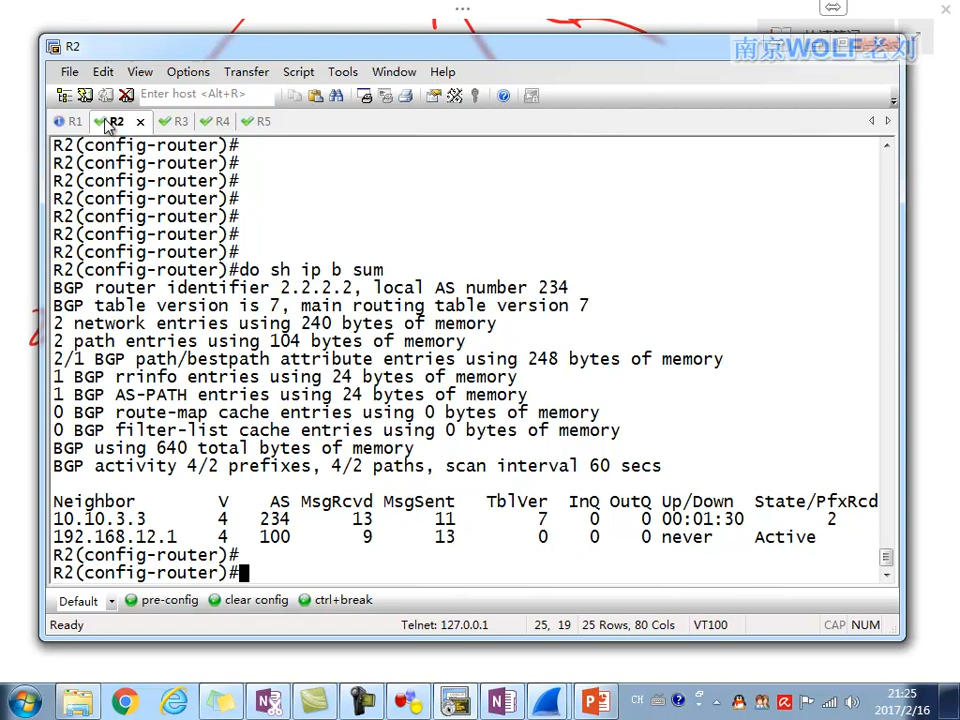 R2
南京WOLF老刘
File Edit View Options Transfer Script Tools Window Help
Enter host <Alt+R>
R1 R2 R3 R4 R5
R2(config-router)#
R2(config-router)#
R2(config-router)#
R2(config-router)#
R2(config-router)#
R2(config-router)#
R2(config-router)#
R2(config-router)#do sh ip b sum
BGP router identifier 2.2.2.2, local AS number 234
BGP table version is 7, main routing table version 7
2 network entries using 240 bytes of memory
2 path entries using 104 bytes of memory
2/1 BGP path/bestpath attribute entries using 248 bytes of memory
1 BGP rrinfo entries using 24 bytes of memory
1 BGP AS-PATH entries using 24 bytes of memory
0 BGP route-map cache entries using 0 bytes of memory
0 BGP filter-list cache entries using 0 bytes of memory
BGP using 640 total bytes of memory
BGP activity 4/2 prefixes, 4/2 paths, scan interval 60 secs
Neighbor V AS MsgRcvd MsgSent TblVer InQ OutQ Up/Down State/PfxRcd
10.10.3.3 4 234 13 11 7 0 0 00:01:30 2
192.168.12.1 4 100 9 13 0 0 0 never Active
R2(config-router)#
R2(config-router)#
Default pre-config clear config ctrl+break
Ready Telnet: 127.0.0.1 25, 19 25 Rows, 80 Cols VT100 CAP NUM
CH 21:25
2017/2/16